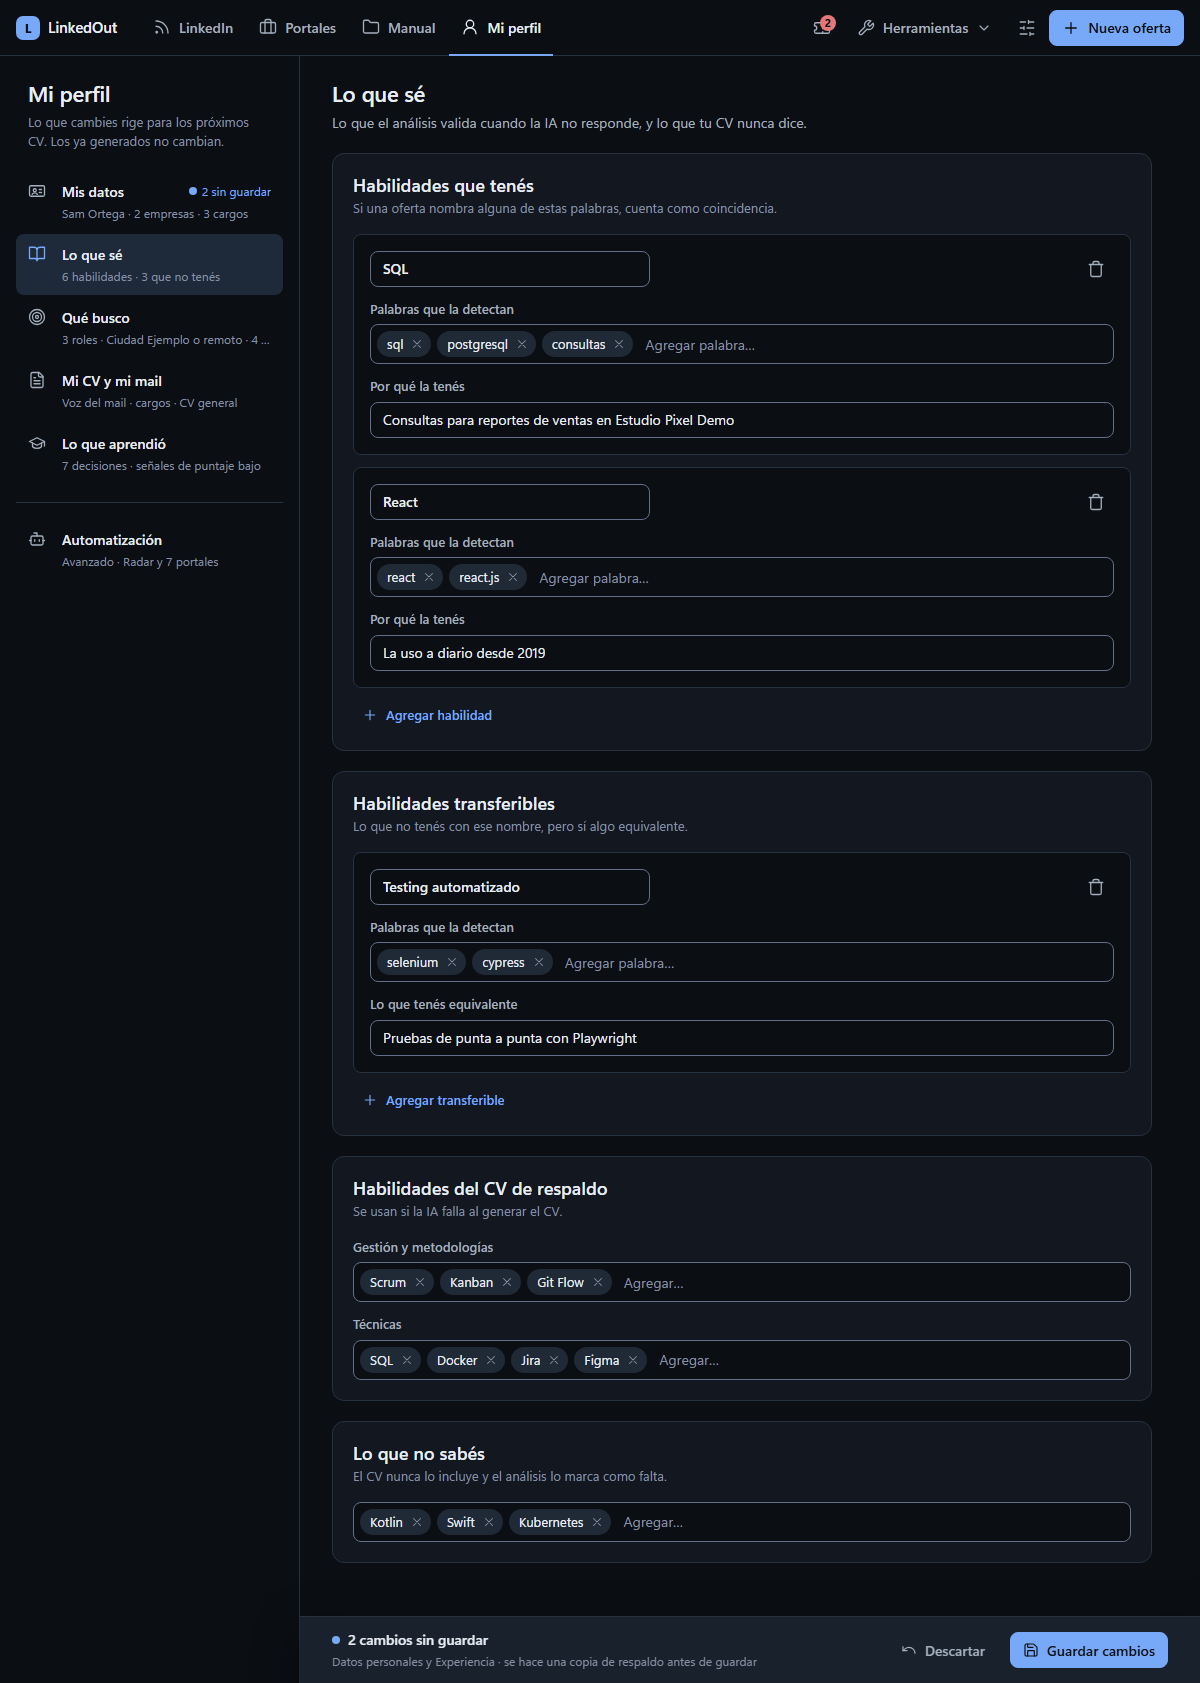 L LinkedOut
LinkedIn
Portales
Manual
Mi perfil
2
Herramientas
Nueva oferta
Mi perfil
Lo que cambies rige para los próximos
CV. Los ya generados no cambian.
Mis datos
2 sin guardar
Sam Ortega · 2 empresas · 3 cargos
Lo que sé
6 habilidades · 3 que no tenés
Qué busco
3 roles · Ciudad Ejemplo o remoto · 4 ...
Mi CV y mi mail
Voz del mail · cargos · CV general
Lo que aprendió
7 decisiones · señales de puntaje bajo
Automatización
Avanzado · Radar y 7 portales
Lo que sé
Lo que el análisis valida cuando la IA no responde, y lo que tu CV nunca dice.
Habilidades que tenés
Si una oferta nombra alguna de estas palabras, cuenta como coincidencia.
SQL
Palabras que la detectan
sql postgresql consultas Agregar palabra...
Por qué la tenés
Consultas para reportes de ventas en Estudio Pixel Demo
React
Palabras que la detectan
react react.js Agregar palabra...
Por qué la tenés
La uso a diario desde 2019
Agregar habilidad
Habilidades transferibles
Lo que no tenés con ese nombre, pero sí algo equivalente.
Testing automatizado
Palabras que la detectan
selenium cypress Agregar palabra...
Lo que tenés equivalente
Pruebas de punta a punta con Playwright
Agregar transferible
Habilidades del CV de respaldo
Se usan si la IA falla al generar el CV.
Gestión y metodologías
Scrum Kanban Git Flow Agregar...
Técnicas
SQL Docker Jira Figma Agregar...
Lo que no sabés
El CV nunca lo incluye y el análisis lo marca como falta.
Kotlin Swift Kubernetes Agregar...
2 cambios sin guardar
Datos personales y Experiencia · se hace una copia de respaldo antes de guardar
Descartar
Guardar cambios